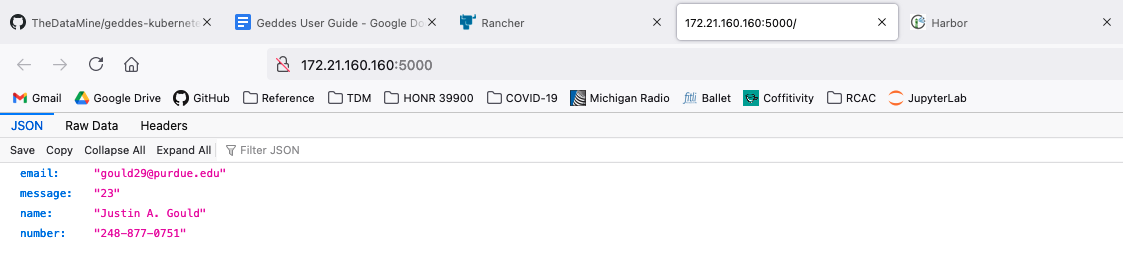 TheDataMine/geddes-kubernete Geddes User Guide - Google Do Rancher 172.21.160.160:5000/ Harbor
172.21.160.160:5000
Gmail Google Drive GitHub Reference TDM HONR 39900 COVID-19 Michigan Radio Ballet Coffitivity RCAC JupyterLab
JSON Raw Data Headers
Save Copy Collapse All Expand All Filter JSON
email: "gould29@purdue.edu"
message: "23"
name: "Justin A. Gould"
number: "248-877-0751"